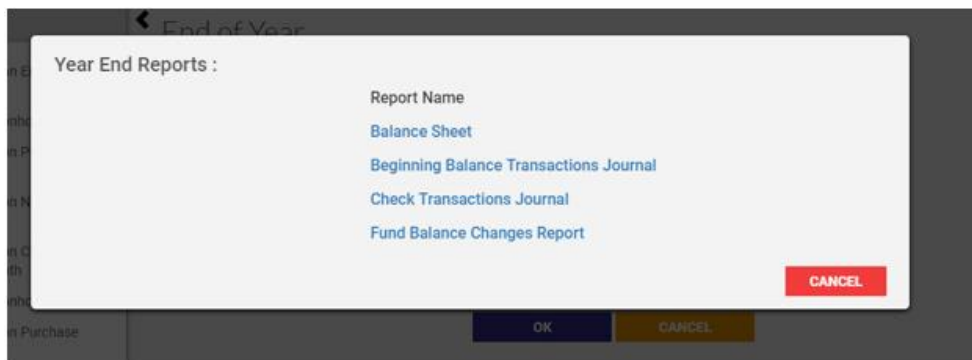 End of Year
Year End Reports :
Report Name
Balance Sheet
Beginning Balance Transactions Journal
Check Transactions Journal
Fund Balance Changes Report
CANCEL
OK
CANCEL
Purchase